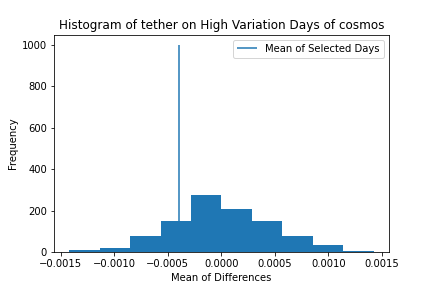 Histogram of tether on High Variation Days of cosmos
Mean of Selected Days
Frequency
1000
800
600
400
200
0
−0.0015 −0.0010 −0.0005 0.0000 0.0005 0.0010 0.0015
Mean of Differences